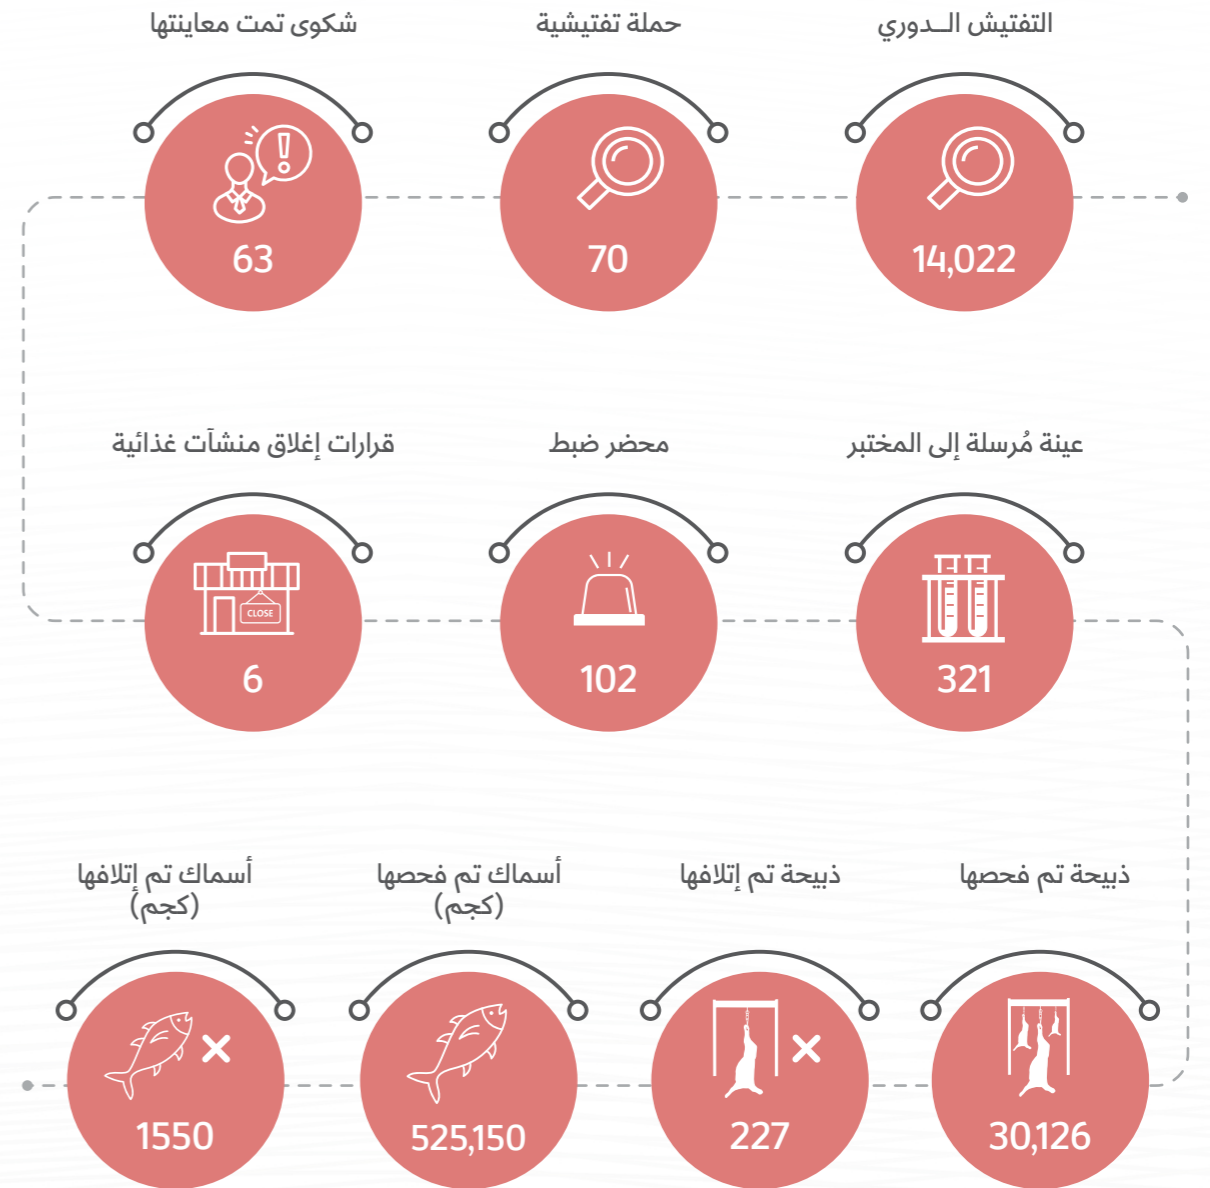 التفتيش الــدوري
14,022
حملة تفتيشية
70
شكوى تمت معاينتها
63
عينة مُرسلة إلى المختبر
321
محضر ضبط
102
قرارات إغلاق منشآت غذائية
CLOSE
6
ذبيحة تم فحصها
30,126
ذبيحة تم إتلافها
227
أسماك تم فحصها
(كجم)
525,150
أسماك تم إتلافها
(كجم)
1550